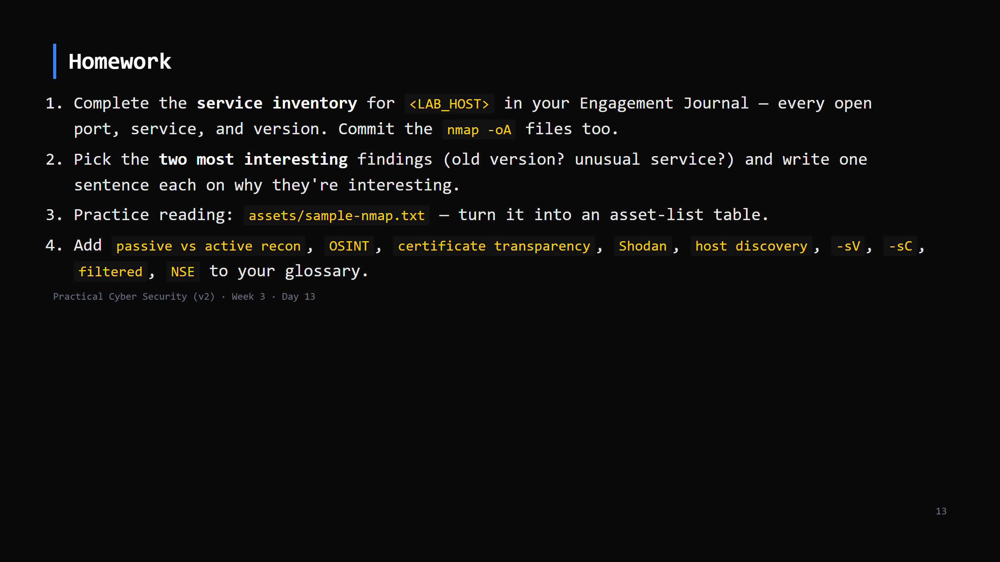 Homework
1. Complete the service inventory for <LAB_HOST> in your Engagement Journal — every open
port, service, and version. Commit the nmap -oA files too.
2. Pick the two most interesting findings (old version? unusual service?) and write one
sentence each on why they're interesting.
3. Practice reading: assets/sample-nmap.txt — turn it into an asset-list table.
4. Add passive vs active recon, OSINT, certificate transparency, Shodan, host discovery, -sV, -sC,
filtered, NSE to your glossary.
Practical Cyber Security (v2) · Week 3 · Day 13
13